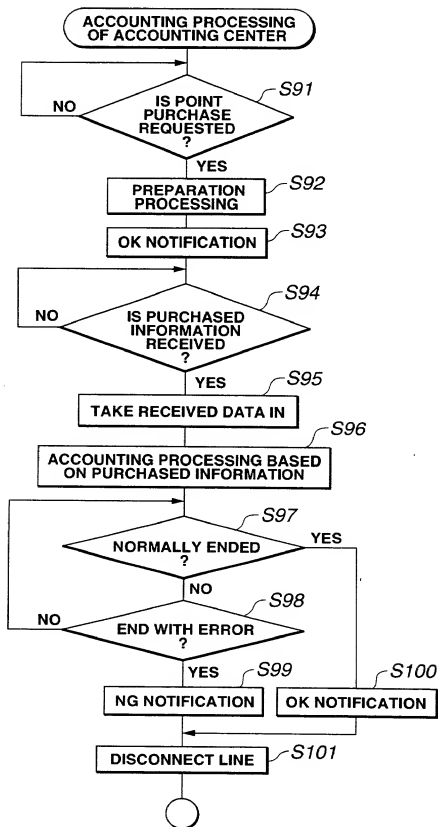 ACCOUNTING PROCESSING
OF ACCOUNTING CENTER
S91
NO
IS POINT
PURCHASE
REQUESTED
?
YES
S92
PREPARATION
PROCESSING
S93
OK NOTIFICATION
S94
NO
IS PURCHASED
INFORMATION
RECEIVED
?
YES
S95
TAKE RECEIVED DATA IN
S96
ACCOUNTING PROCESSING BASED
ON PURCHASED INFORMATION
S97
YES
NORMALLY ENDED
?
NO
S98
NO
END WITH ERROR
?
YES
S99
S100
NG NOTIFICATION
OK NOTIFICATION
S101
DISCONNECT LINE